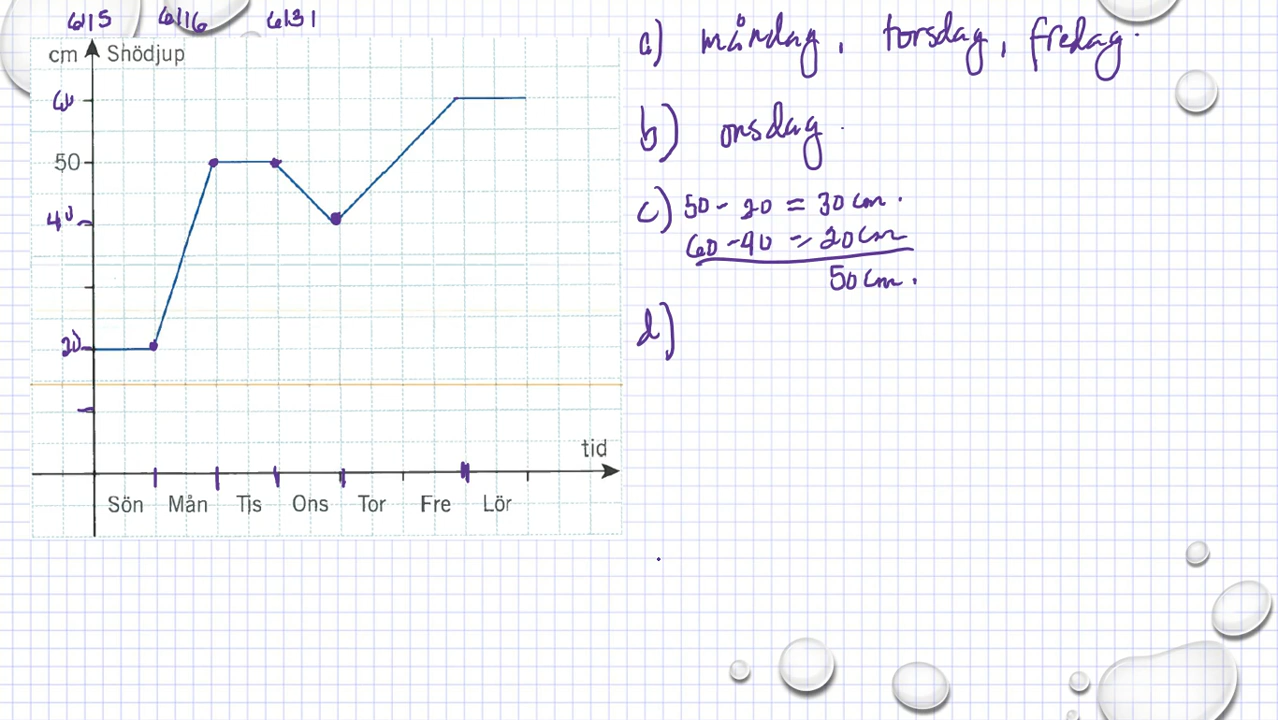 6115 6116 6131
cm Shödjup
60
50
40
20
tid
Sön Mån Tis Ons Tor Fre Lör
a) måndag, torsdag, fredag.
b) onsdag.
c) 50 - 20 = 30 cm.
60 - 40 = 20 cm
50 cm.
d)